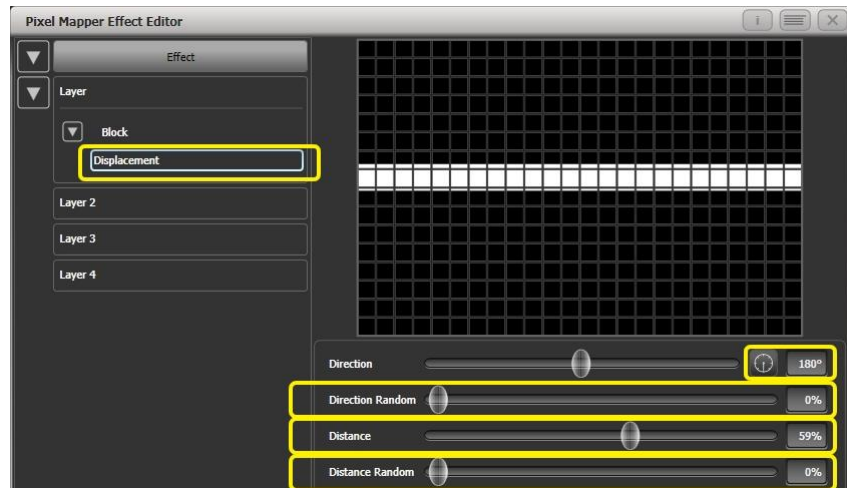 Pixel Mapper Effect Editor
i
Effect
Layer
Block
Displacement
Layer 2
Layer 3
Layer 4
Direction 180°
Direction Random 0%
Distance 59%
Distance Random 0%